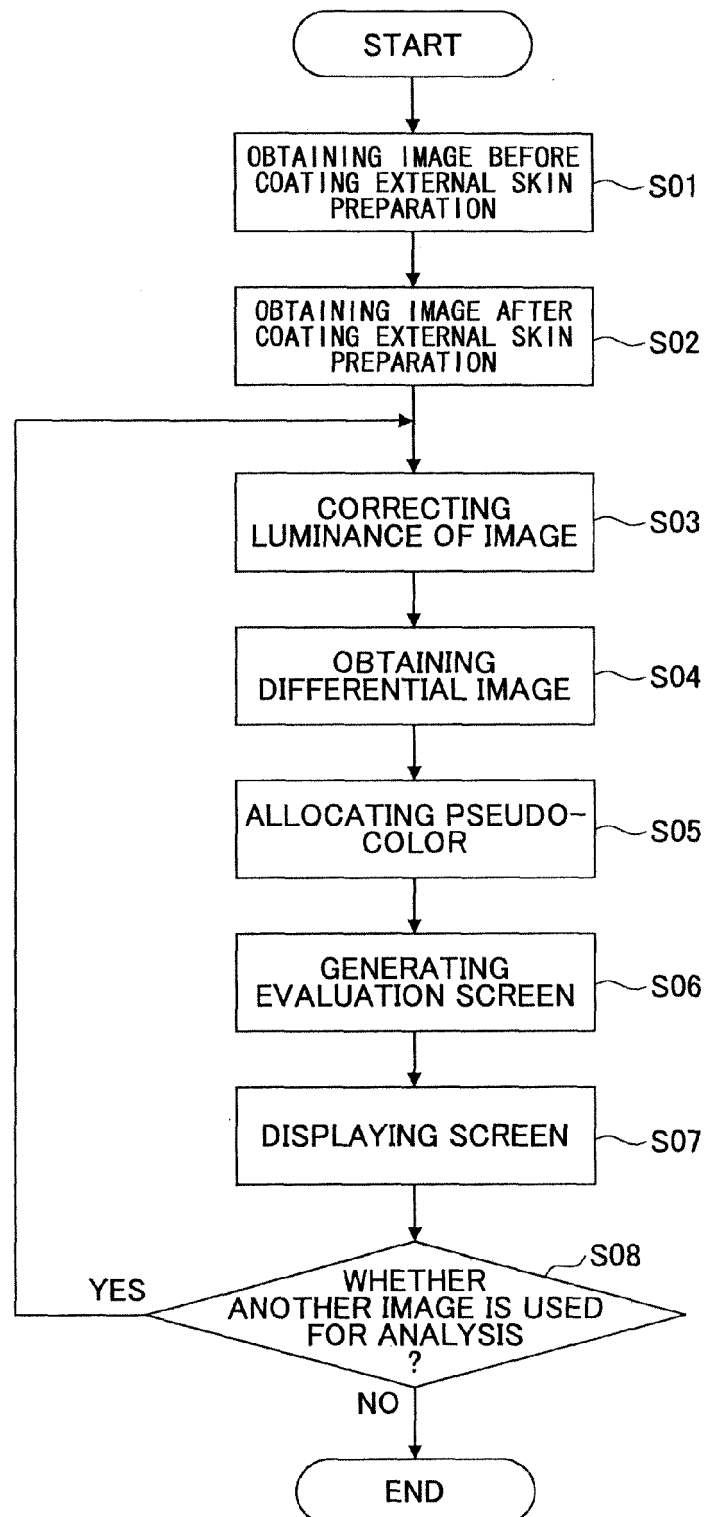 START
OBTAINING IMAGE BEFORE
COATING EXTERNAL SKIN
PREPARATION
S01
OBTAINING IMAGE AFTER
COATING EXTERNAL SKIN
PREPARATION
S02
CORRECTING
LUMINANCE OF IMAGE
S03
OBTAINING
DIFFERENTIAL IMAGE
S04
ALLOCATING PSEUDO-
COLOR
S05
GENERATING
EVALUATION SCREEN
S06
DISPLAYING SCREEN
S07
S08
YES
WHETHER
ANOTHER IMAGE IS USED
FOR ANALYSIS
?
NO
END